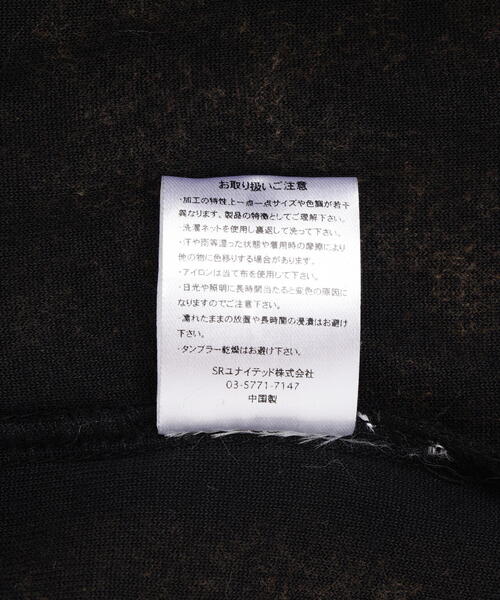 お取り扱いご注意
・加工の特性上一点一点サイズや色調が若干
異なります。製品の特徴としてご理解下さい。
・洗濯ネットを使用し裏返して洗って下さい。
・汗や雨等湿った状態や着用時の摩擦により
他の物に色移りする場合があります。
・アイロンは当て布を使用して下さい。
・日光や照明に長時間当たると変色の原因に
なりますのでご注意下さい。
・濡れたままの放置や長時間の浸漬はお避け
下さい。
・タンブラー乾燥はお避け下さい。
SRユナイテッド株式会社
03-5771-7147
中国製